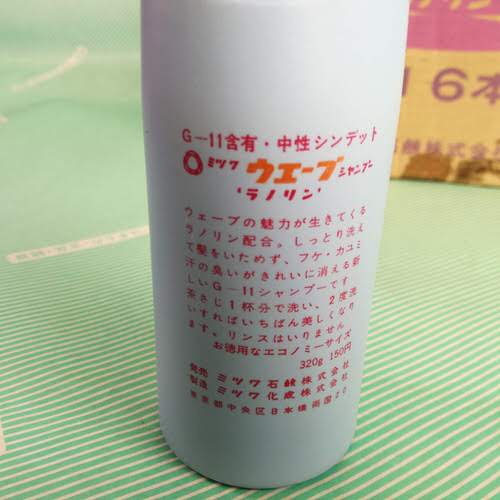 G-11含有・中性シンデット
ミツワ ウエーブ シャンプー
'ラノリン'
ウェーブの魅力が生きてくる
ラノリン配合。しっとり洗え
て髪をいためず、フケ・カユミ
汗の臭いがきれいに消える新
しいG-11シャンプーです
茶さじ1杯分で洗い、2度洗
いすればいちばん美しくなり
ます。リンスはいりません
お徳用なエコノミーサイズ
320g 150円
発売 ミツワ石鹸株式会社
製造 ミツワ化成株式会社
東京都中央区日本橋両国20
6本
石鹸株式会